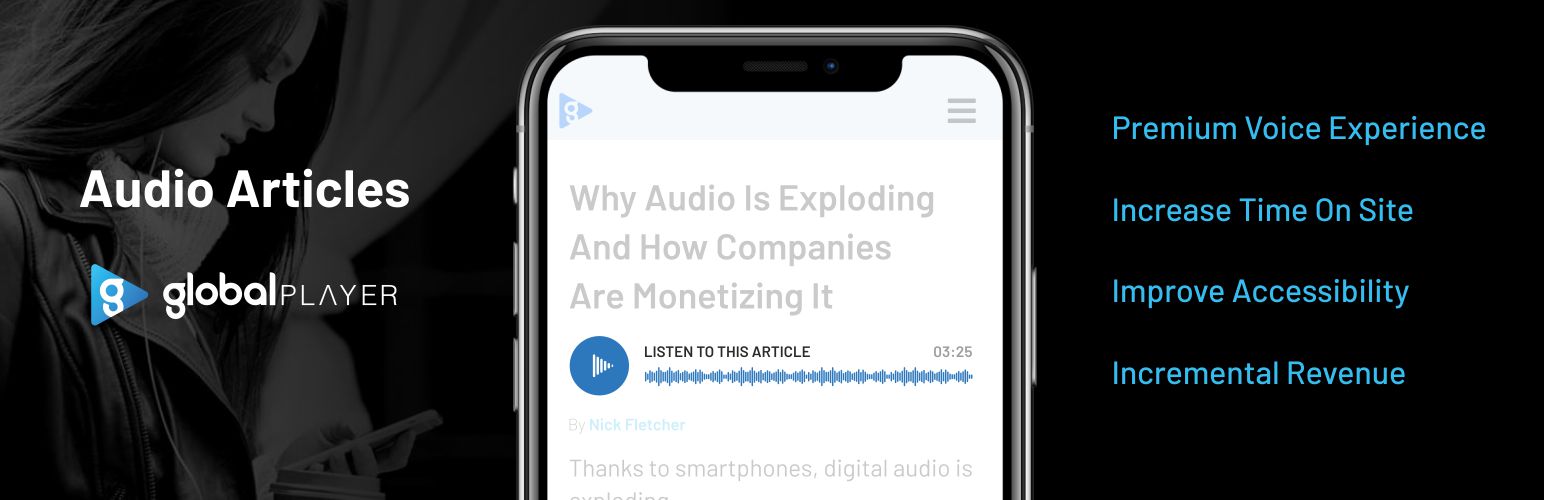 Audio Articles
g globalPLAYER
g
Why Audio Is Exploding
And How Companies
Are Monetizing It
LISTEN TO THIS ARTICLE 03:25
By Nick Fletcher
Thanks to smartphones, digital audio is
exploding
Premium Voice Experience
Increase Time On Site
Improve Accessibility
Incremental Revenue